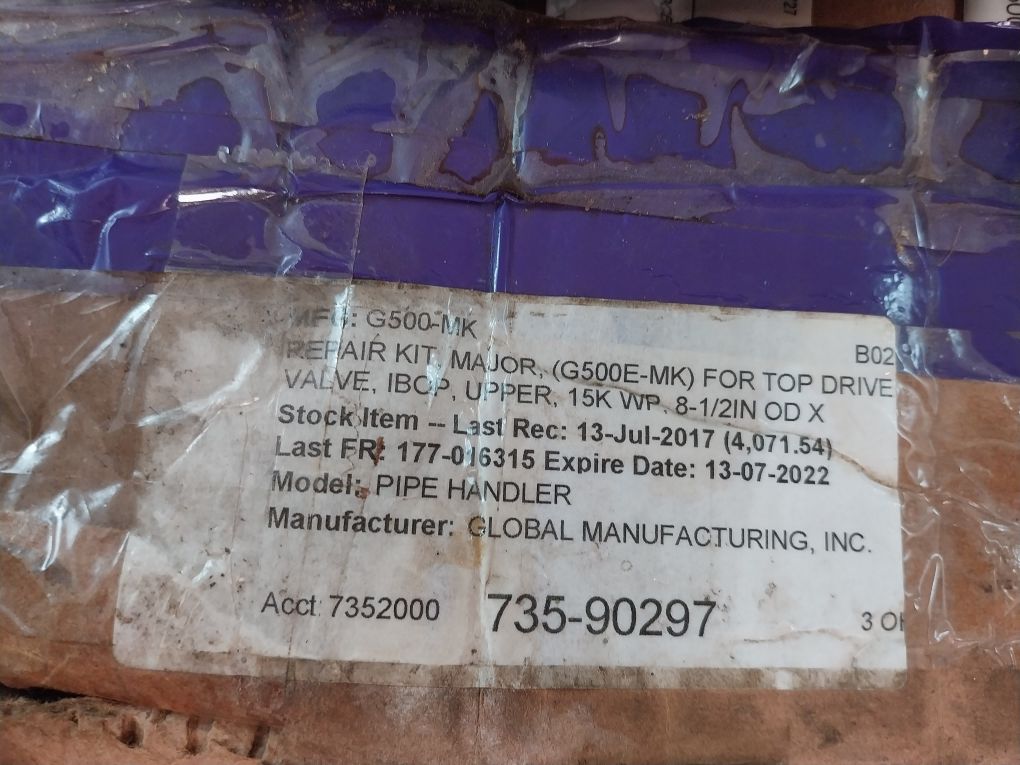 MFG: G500-MK
B02
REPAIR KIT, MAJOR, (G500E-MK) FOR TOP DRIVE
VALVE, IBOP, UPPER, 15K WP, 8-1/2IN OD X
Stock Item -- Last Rec: 13-Jul-2017 (4,071.54)
Last FR: 177-016315 Expire Date: 13-07-2022
Model: PIPE HANDLER
Manufacturer: GLOBAL MANUFACTURING, INC.
Acct: 7352000 735-90297 3